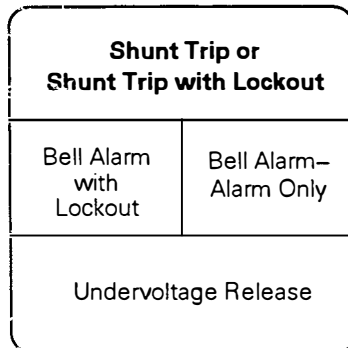 Shunt Trip or
Shunt Trip with Lockout
Bell Alarm
with
Lockout
Bell Alarm–
Alarm Only
Undervoltage Release